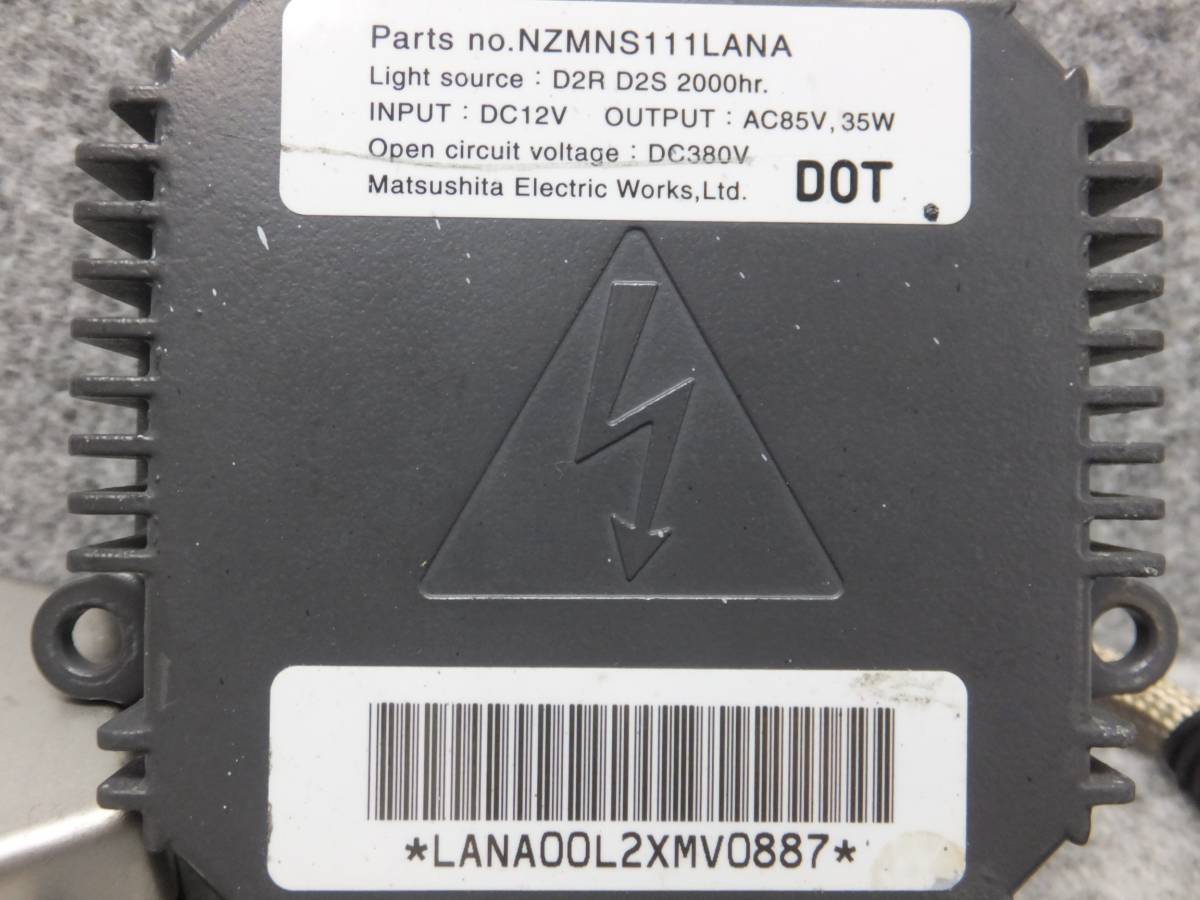 Parts no.NZMNS111LANA
Light source : D2R D2S 2000hr.
INPUT : DC12V OUTPUT : AC85V, 35W
Open circuit voltage : DC380V
Matsushita Electric Works,Ltd. DOT
*LANA00L2XMV0887*